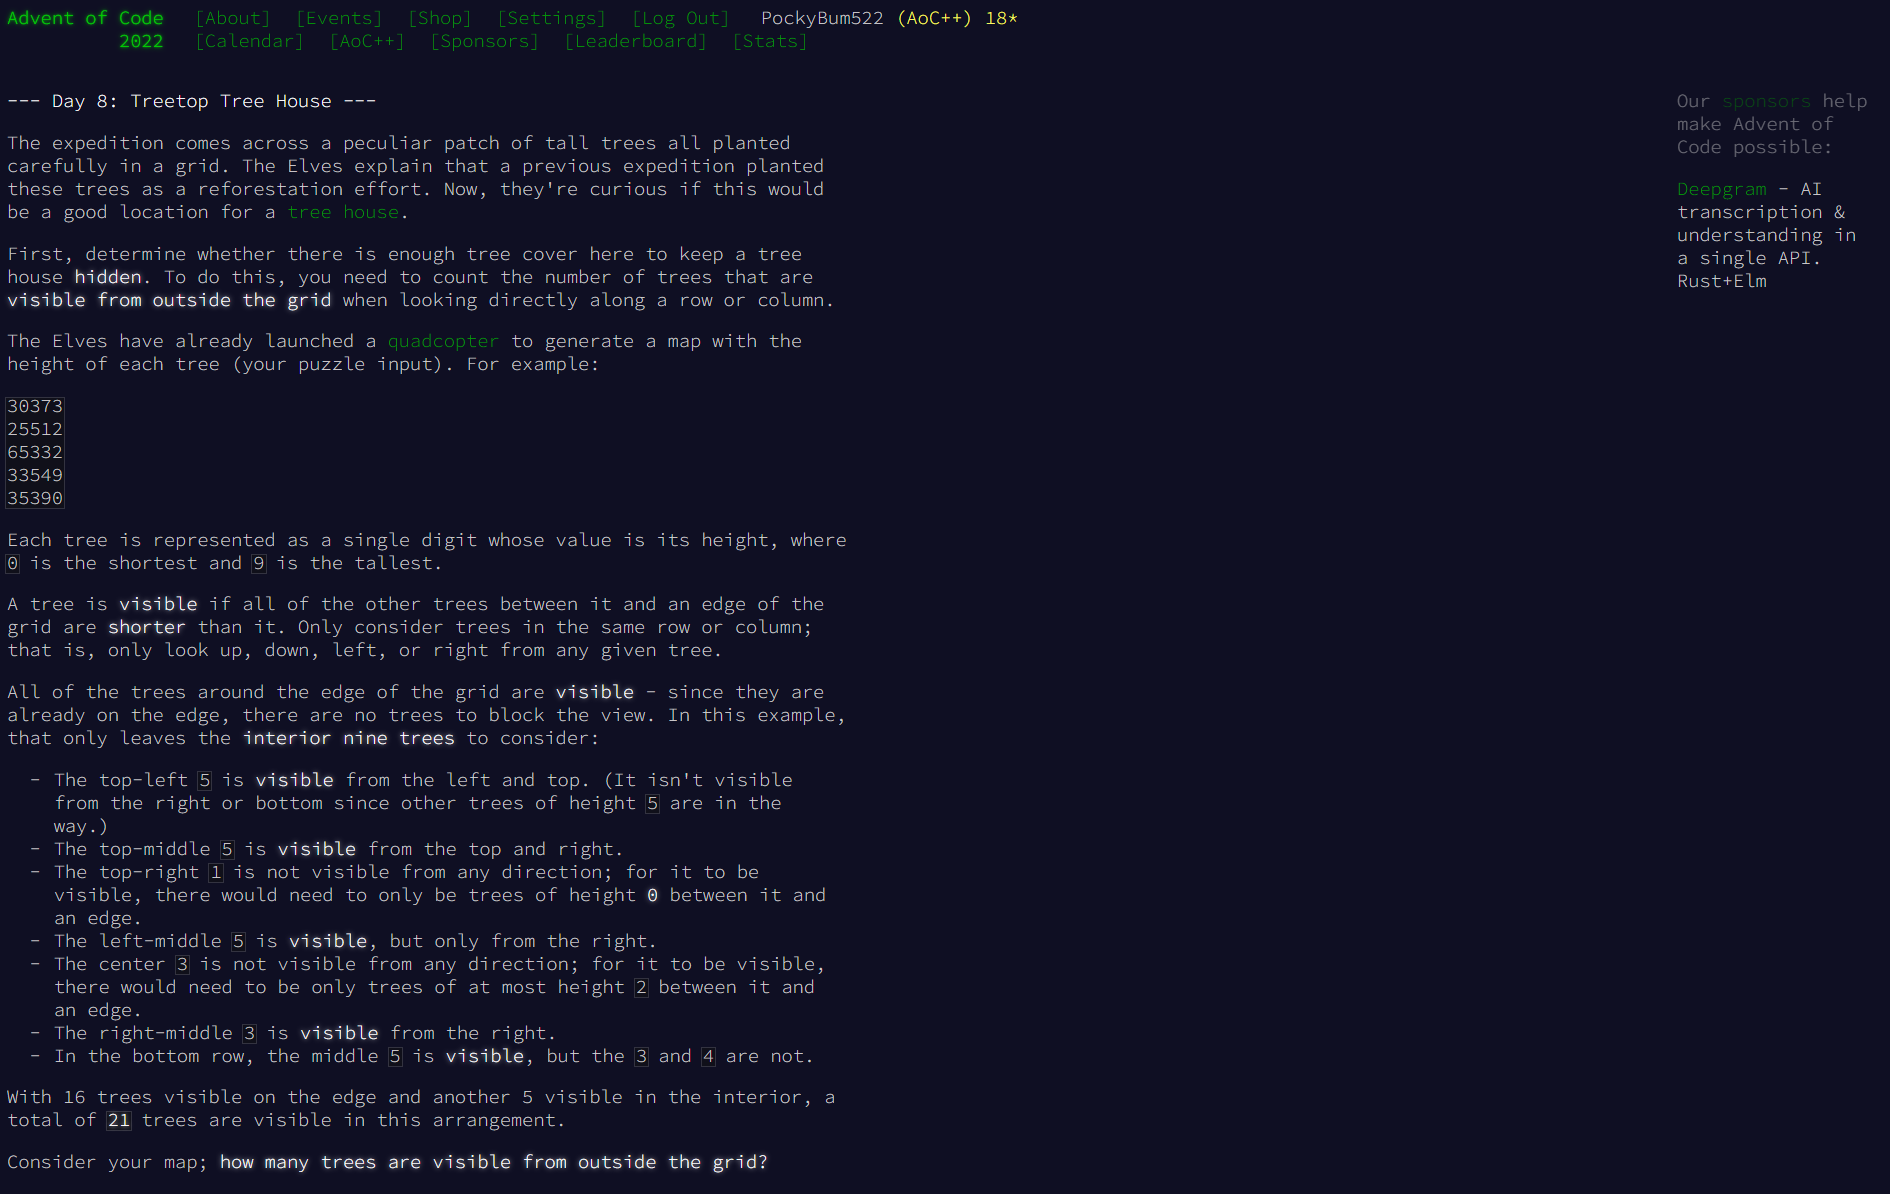 Advent of Code [About] [Events] [Shop] [Settings] [Log Out] PockyBum522 (AoC++) 18*
2022 [Calendar] [AoC++] [Sponsors] [Leaderboard] [Stats]
--- Day 8: Treetop Tree House ---
The expedition comes across a peculiar patch of tall trees all planted
carefully in a grid. The Elves explain that a previous expedition planted
these trees as a reforestation effort. Now, they're curious if this would
be a good location for a tree house.
First, determine whether there is enough tree cover here to keep a tree
house hidden. To do this, you need to count the number of trees that are
visible from outside the grid when looking directly along a row or column.
The Elves have already launched a quadcopter to generate a map with the
height of each tree (your puzzle input). For example:
30373
25512
65332
33549
35390
Each tree is represented as a single digit whose value is its height, where
0 is the shortest and 9 is the tallest.
A tree is visible if all of the other trees between it and an edge of the
grid are shorter than it. Only consider trees in the same row or column;
that is, only look up, down, left, or right from any given tree.
All of the trees around the edge of the grid are visible - since they are
already on the edge, there are no trees to block the view. In this example,
that only leaves the interior nine trees to consider:
- The top-left 5 is visible from the left and top. (It isn't visible
from the right or bottom since other trees of height 5 are in the
way.)
- The top-middle 5 is visible from the top and right.
- The top-right 1 is not visible from any direction; for it to be
visible, there would need to only be trees of height 0 between it and
an edge.
- The left-middle 5 is visible, but only from the right.
- The center 3 is not visible from any direction; for it to be visible,
there would need to be only trees of at most height 2 between it and
an edge.
- The right-middle 3 is visible from the right.
- In the bottom row, the middle 5 is visible, but the 3 and 4 are not.
With 16 trees visible on the edge and another 5 visible in the interior, a
total of 21 trees are visible in this arrangement.
Consider your map; how many trees are visible from outside the grid?
Our sponsors help
make Advent of
Code possible:
Deepgram - AI
transcription &
understanding in
a single API.
Rust+Elm